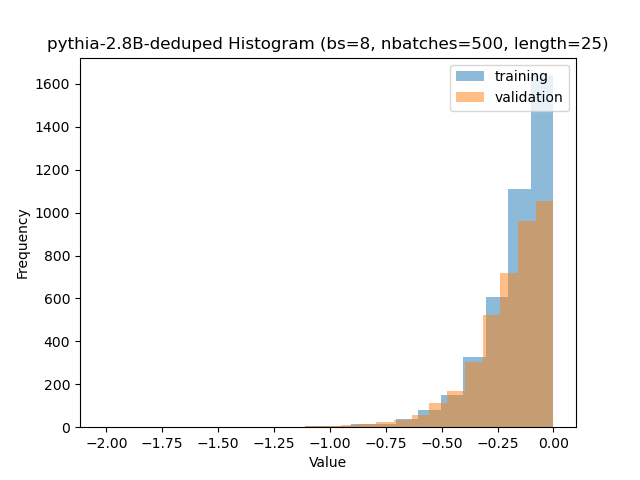 pythia-2.8B-deduped Histogram (bs=8, nbatches=500, length=25)
training
validation
1600
1400
1200
1000
800
600
400
200
0
Frequency
−2.00 −1.75 −1.50 −1.25 −1.00 −0.75 −0.50 −0.25 0.00
Value